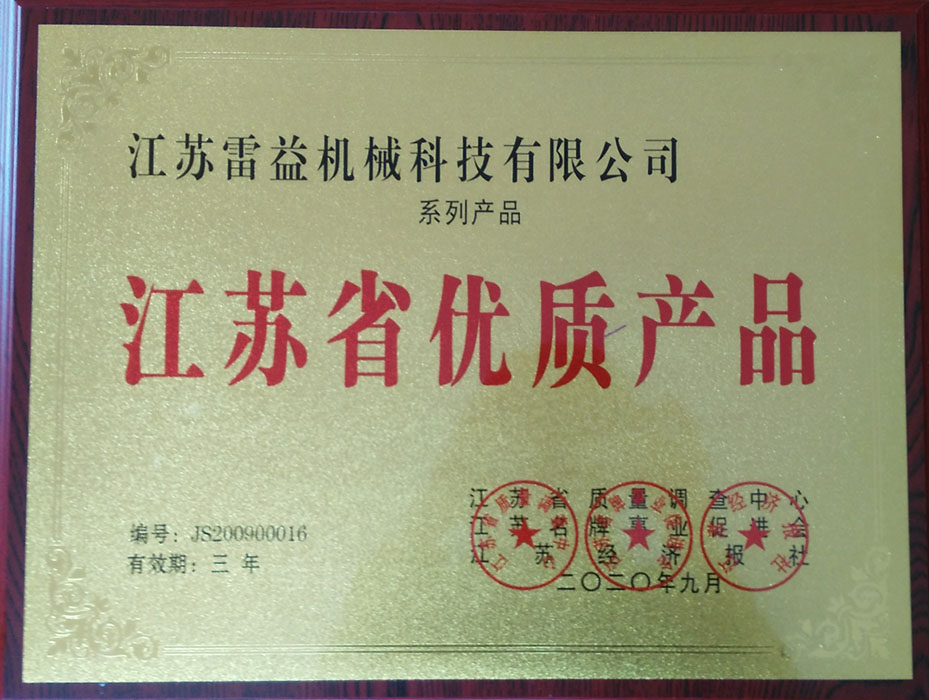 江苏雷益机械科技有限公司
系列产品
江苏省优质产品
编号：JS200900016
有效期：三 年
江苏省质量调查中心
江苏名牌事业促进会
江苏经济报社
二〇二〇年九月